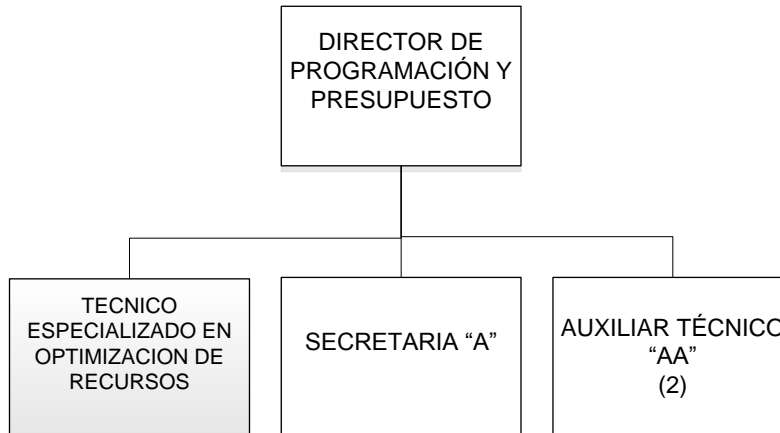 DIRECTOR DE
PROGRAMACIÓN Y
PRESUPUESTO
TECNICO
ESPECIALIZADO EN
OPTIMIZACION DE
RECURSOS
SECRETARIA “A”
AUXILIAR TÉCNICO
“AA”
(2)